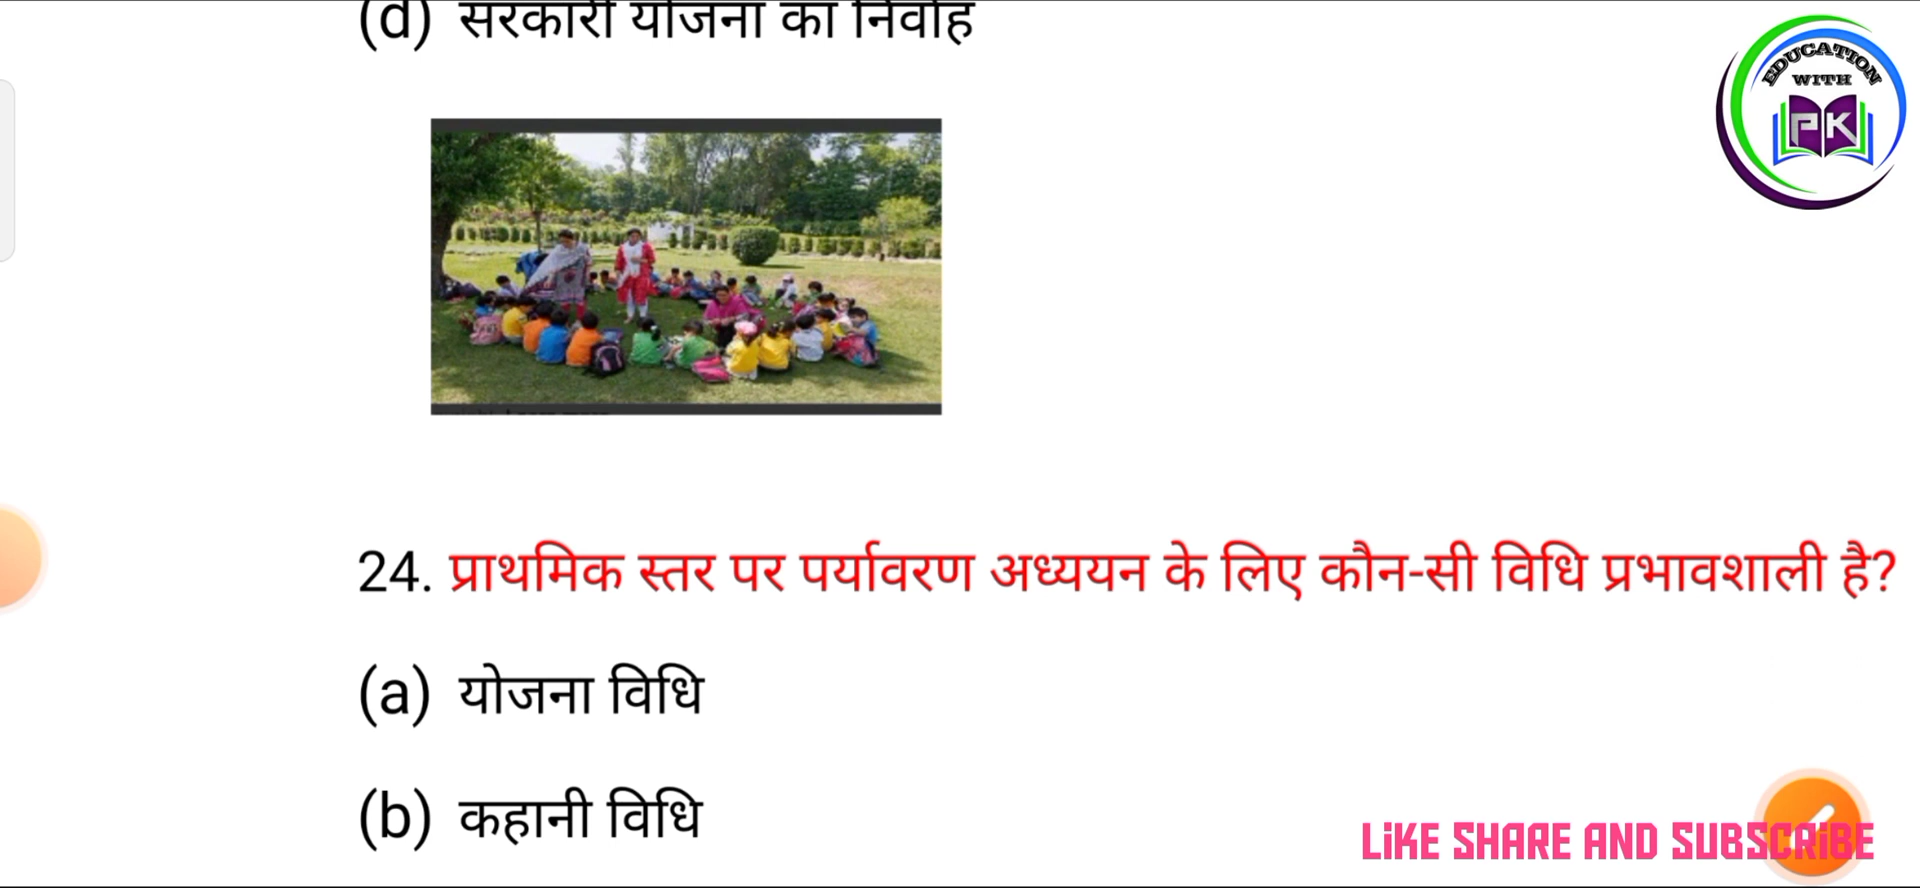 (d) सरकारी योजना का निर्वाह
EDUCATION
WITH
PK
24. प्राथमिक स्तर पर पर्यावरण अध्ययन के लिए कौन-सी विधि प्रभावशाली है?
(a) योजना विधि
(b) कहानी विधि
LiKE SHARE AND SUBSCRiBE